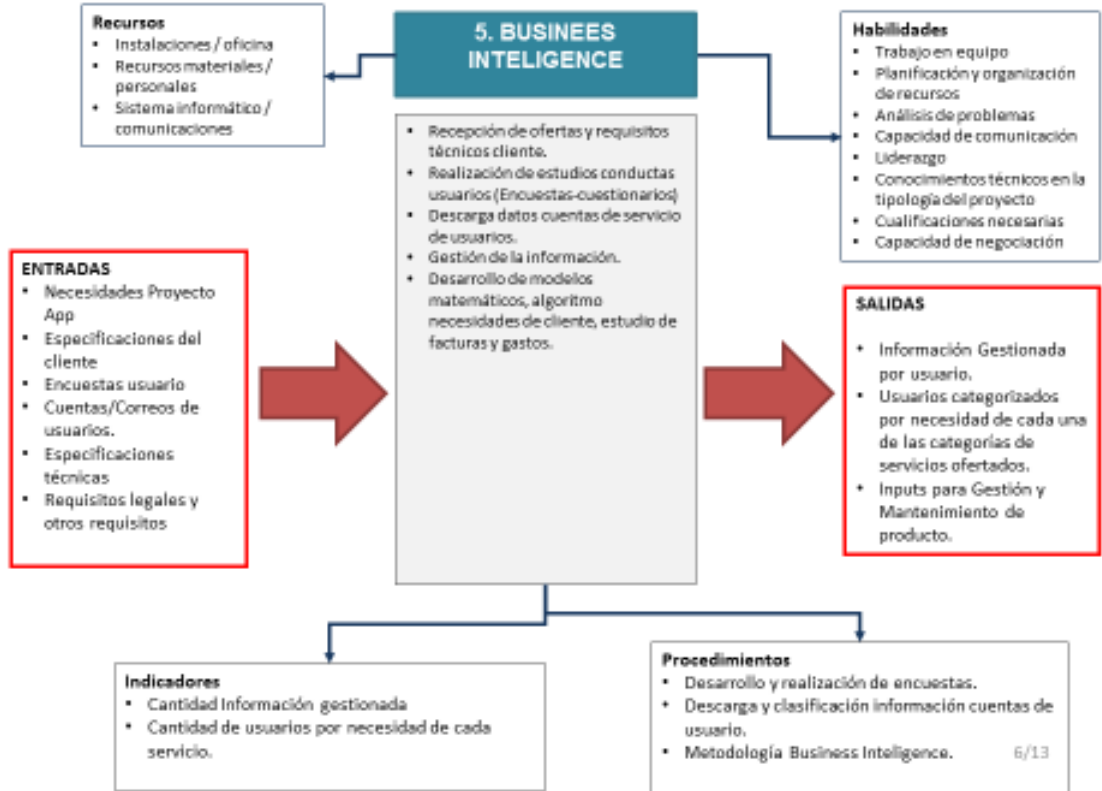 5. BUSINEES
INTELIGENCE
Recursos
▪ Instalaciones / oficina
▪ Recursos materiales /
personales
▪ Sistema informático /
comunicaciones
Habilidades
▪ Trabajo en equipo
▪ Planificación y organización
de recursos
▪ Análisis de problemas
▪ Capacidad de comunicación
▪ Liderazgo
▪ Conocimientos técnicos en la
tipología del proyecto
▪ Cualificaciones necesarias
▪ Capacidad de negociación
▪ Recepción de ofertas y requisitos
técnicos cliente.
▪ Realización de estudios conductas
usuarios (Encuestas-cuestionarios)
▪ Descarga datos cuentas de servicio
de usuarios.
▪ Gestión de la información.
▪ Desarrollo de modelos
matemáticos, algoritmo
necesidades de cliente, estudio de
facturas y gastos.
ENTRADAS
▪ Necesidades Proyecto
App
▪ Especificaciones del
cliente
▪ Encuestas usuario
▪ Cuentas/Correos de
usuarios.
▪ Especificaciones
técnicas
▪ Requisitos legales y
otros requisitos
SALIDAS
▪ Información Gestionada
por usuario.
▪ Usuarios categorizados
por necesidad de cada una
de las categorías de
servicios ofertados.
▪ Inputs para Gestión y
Mantenimiento de
producto.
Indicadores
▪ Cantidad Información gestionada
▪ Cantidad de usuarios por necesidad de cada
servicio.
Procedimientos
▪ Desarrollo y realización de encuestas.
▪ Descarga y clasificación información cuentas de
usuario.
▪ Metodología Business Inteligence. 6/13